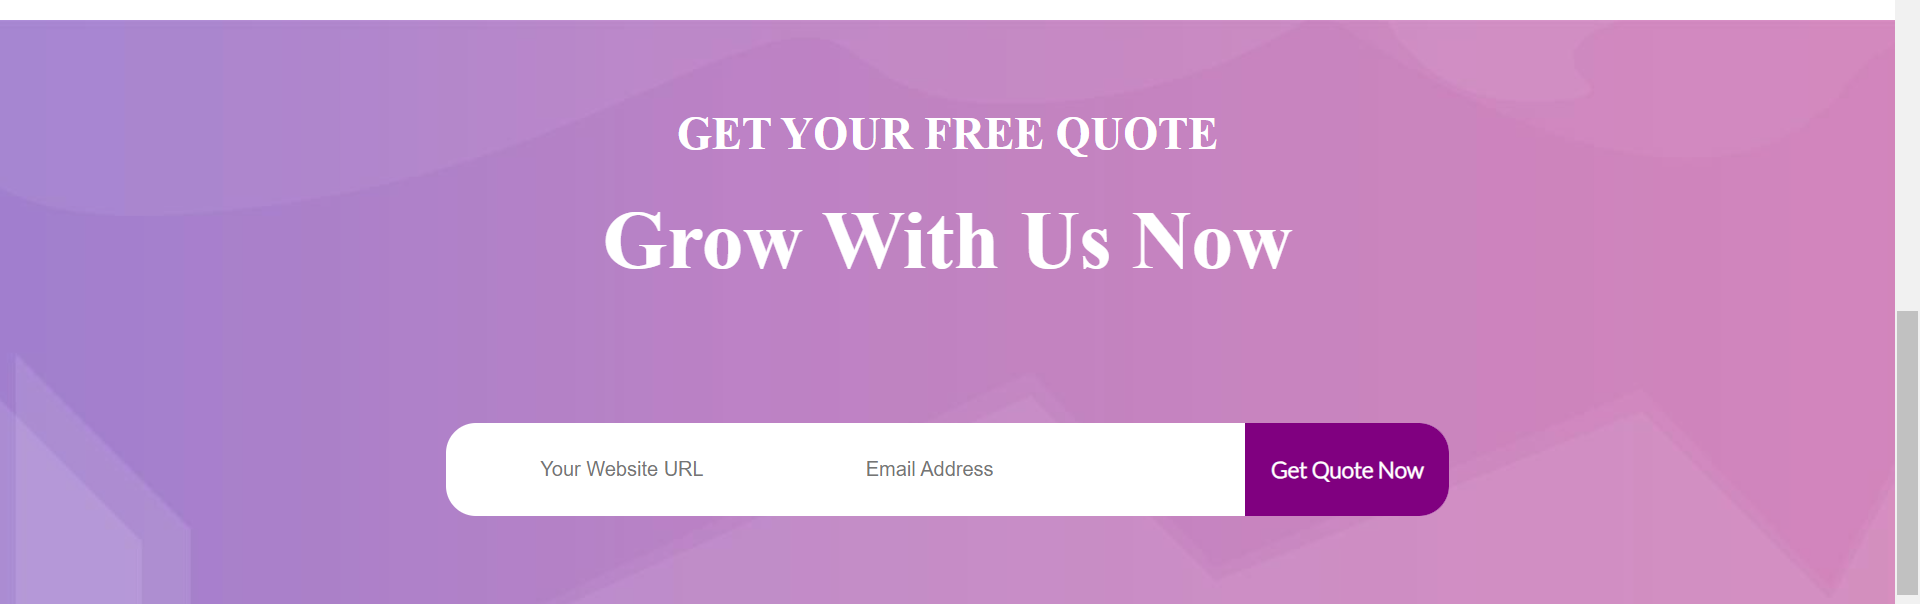 GET YOUR FREE QUOTE
Grow With Us Now
Your Website URL
Email Address
Get Quote Now